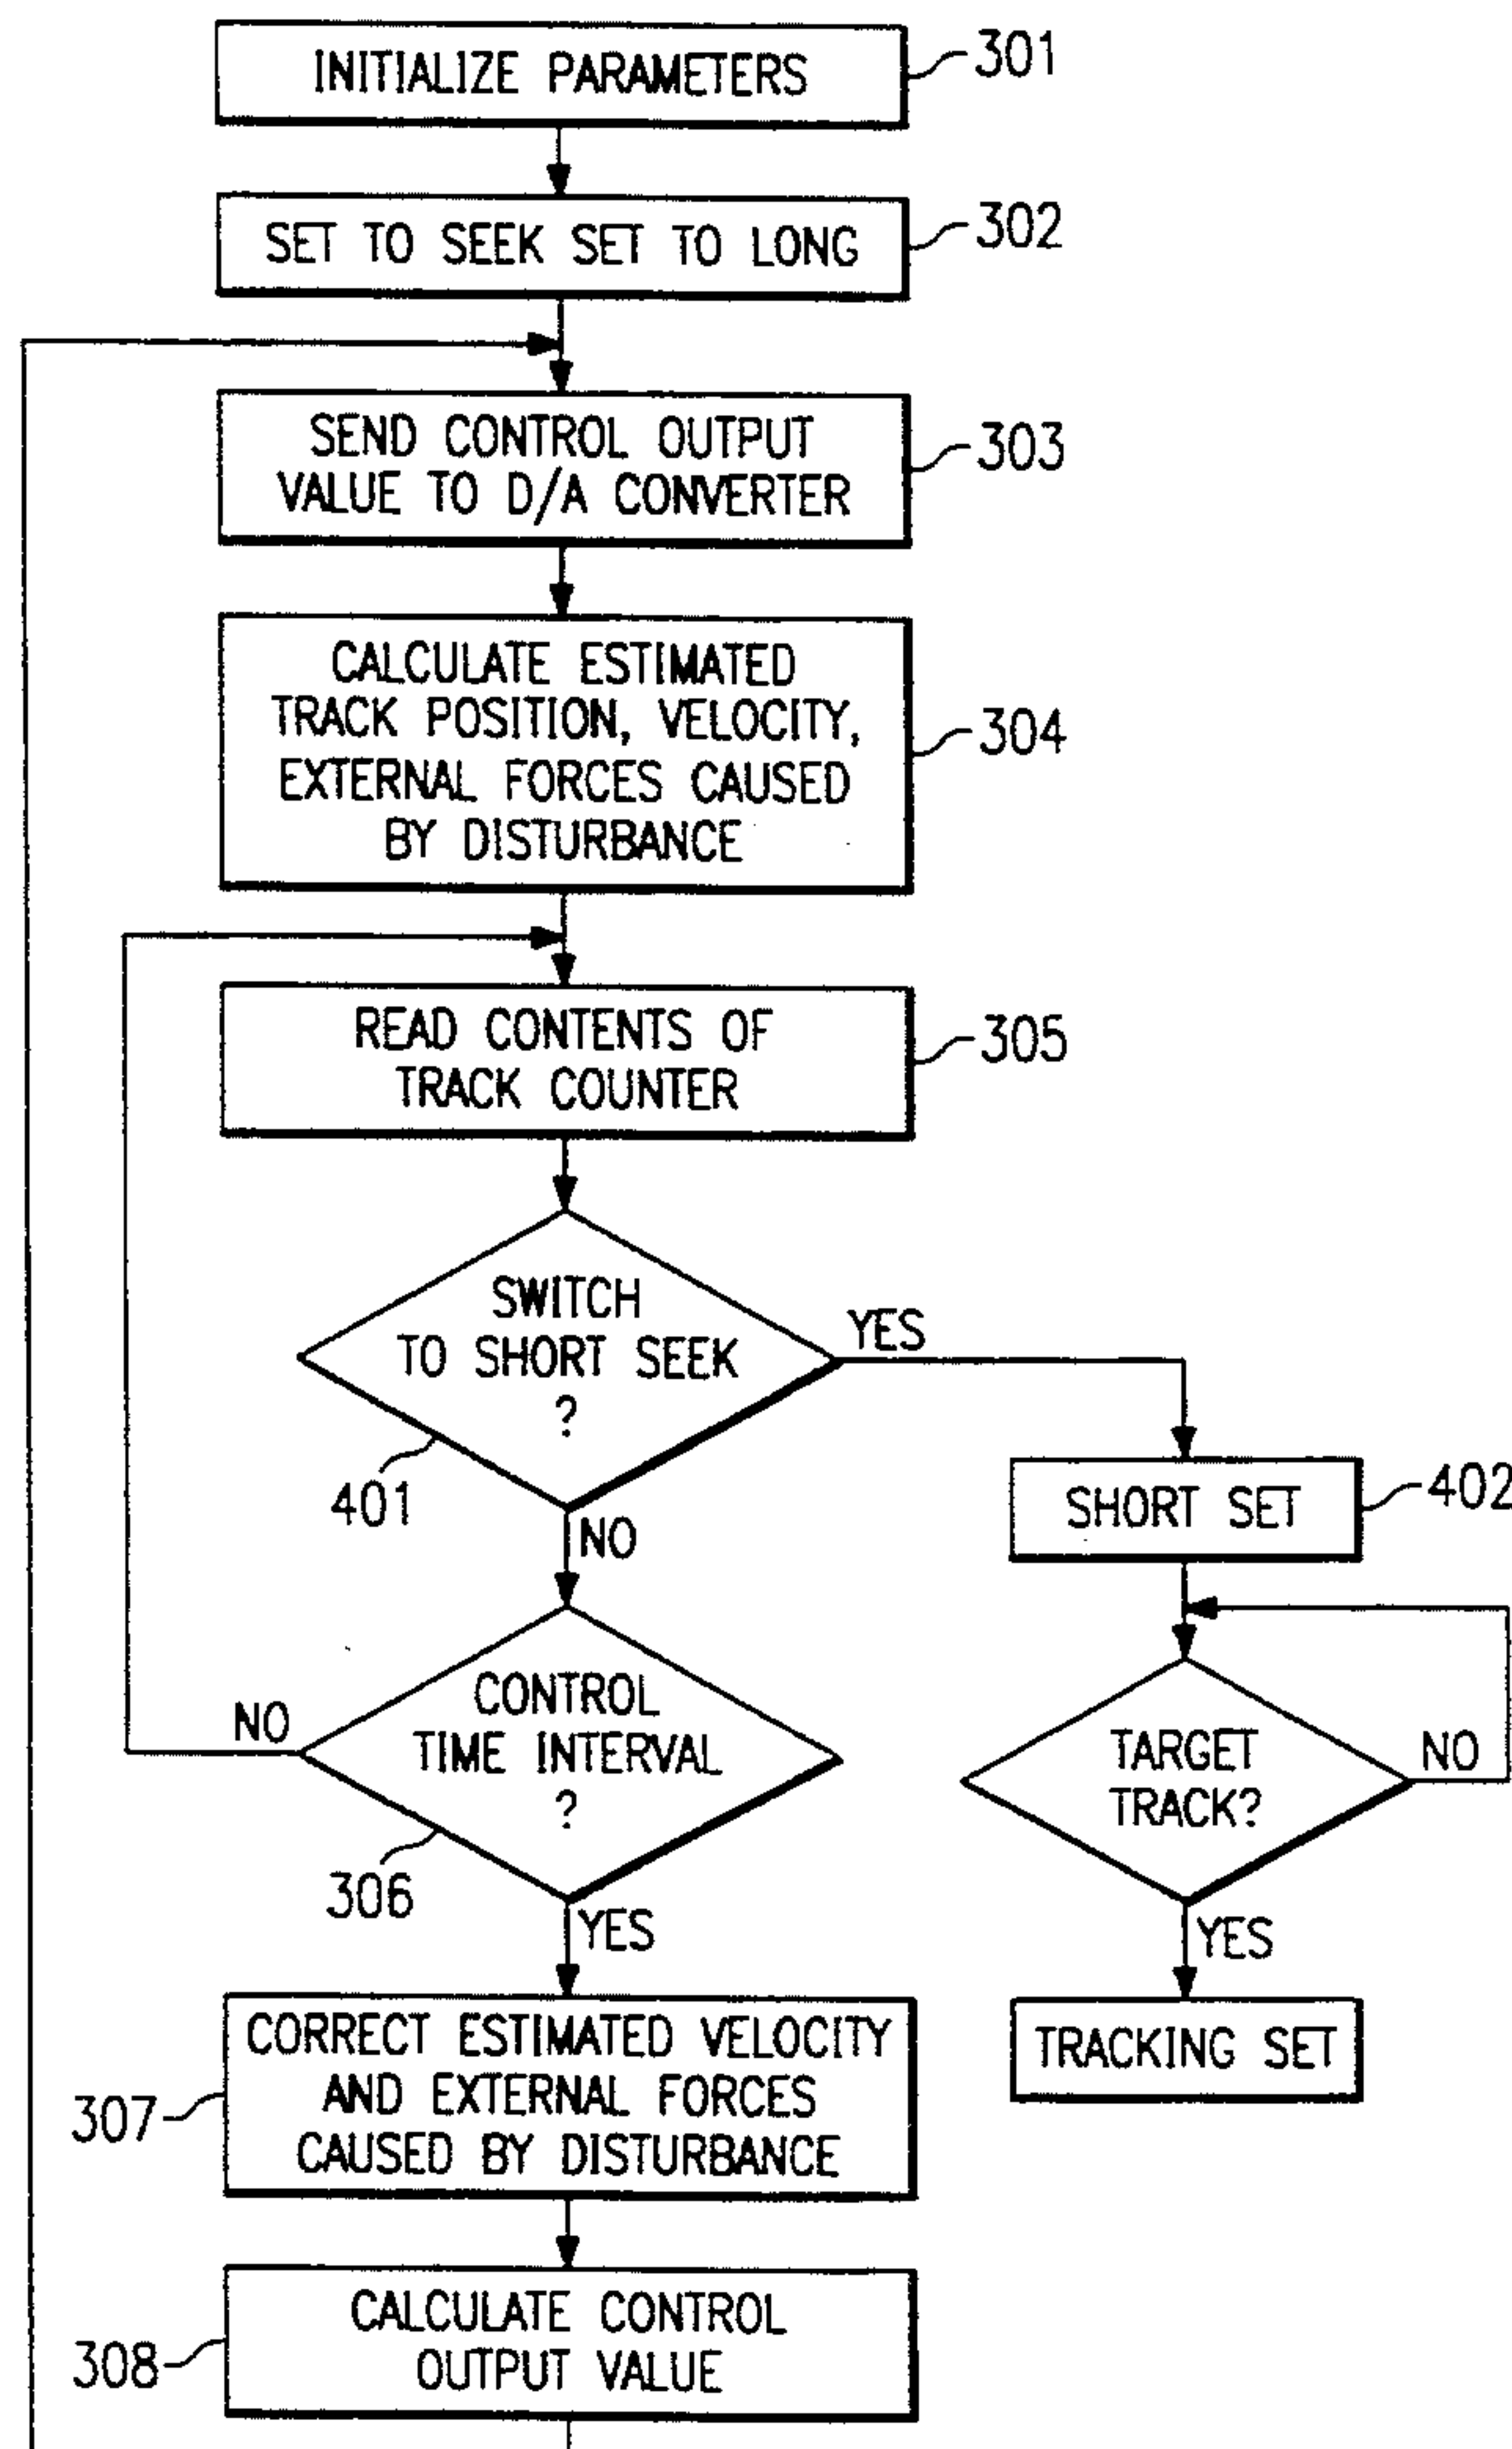 INITIALIZE PARAMETERS
301
SET TO SEEK SET TO LONG
302
SEND CONTROL OUTPUT
VALUE TO D/A CONVERTER
303
CALCULATE ESTIMATED
TRACK POSITION, VELOCITY,
EXTERNAL FORCES CAUSED
BY DISTURBANCE
304
READ CONTENTS OF
TRACK COUNTER
305
SWITCH
TO SHORT SEEK
?
YES
401
NO
SHORT SET
402
CONTROL
TIME INTERVAL
?
NO
306
YES
TARGET
TRACK?
NO
YES
TRACKING SET
CORRECT ESTIMATED VELOCITY
AND EXTERNAL FORCES
CAUSED BY DISTURBANCE
307
CALCULATE CONTROL
OUTPUT VALUE
308